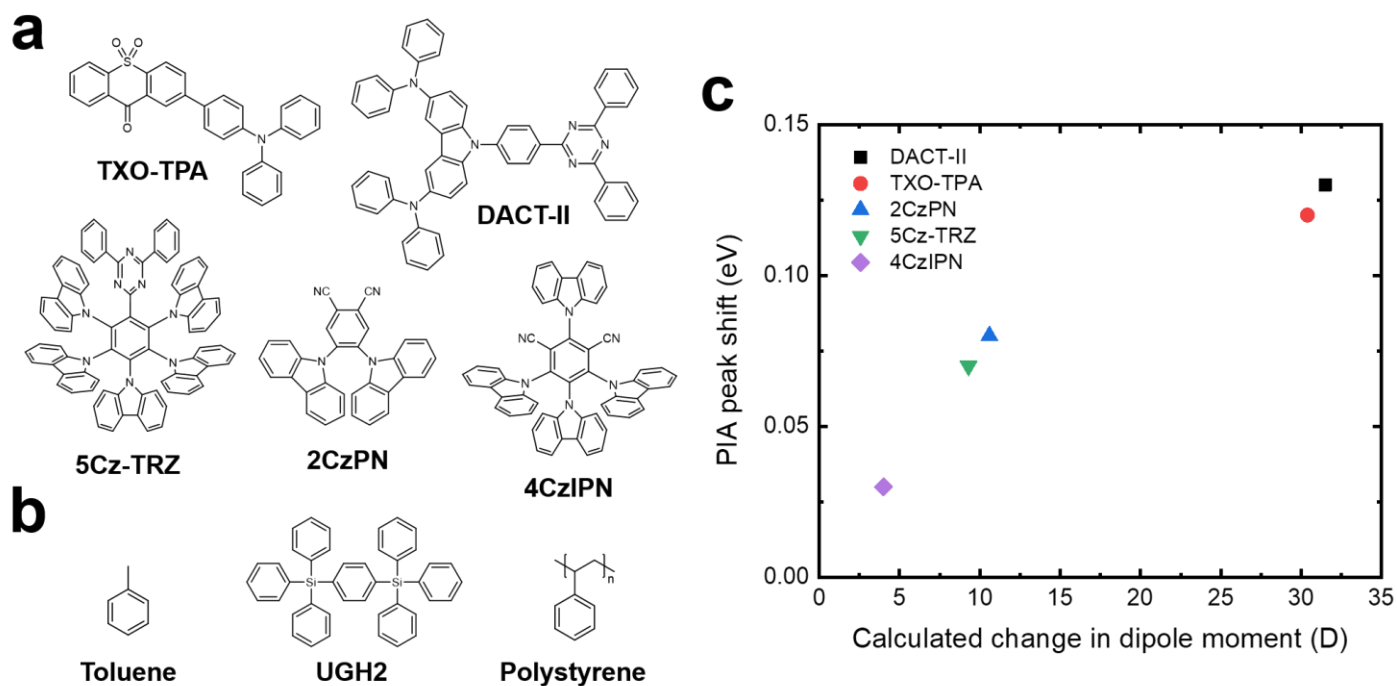 a
O O
S
O
N
TXO-TPA
N
N
N
N
N
N
DACT-II
N N
N
N
N
N
N
N
5Cz-TRZ
NC
CN
N
N
2CzPN
N
NC
CN
N
N
N
4CzIPN
b
Toluene
Si
Si
UGH2
n
Polystyrene
c
PIA peak shift (eV)
0.15
0.10
0.05
0.00
DACT-II
TXO-TPA
2CzPN
5Cz-TRZ
4CzIPN
0 5 10 15 20 25 30 35
Calculated change in dipole moment (D)